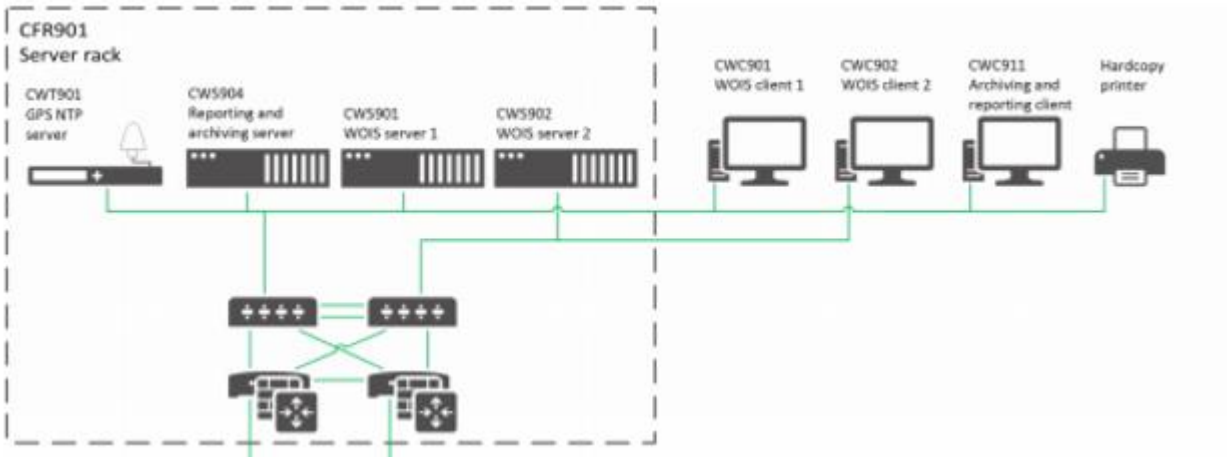 CFR901
Server rack
CWT901
GPS NTP
server
CWS904
Reporting and
archiving server
CWS901
WOIS server 1
CWS902
WOIS server 2
CWC901
WOIS client 1
CWC902
WOIS client 2
CWC911
Archiving and
reporting client
Hardcopy
printer